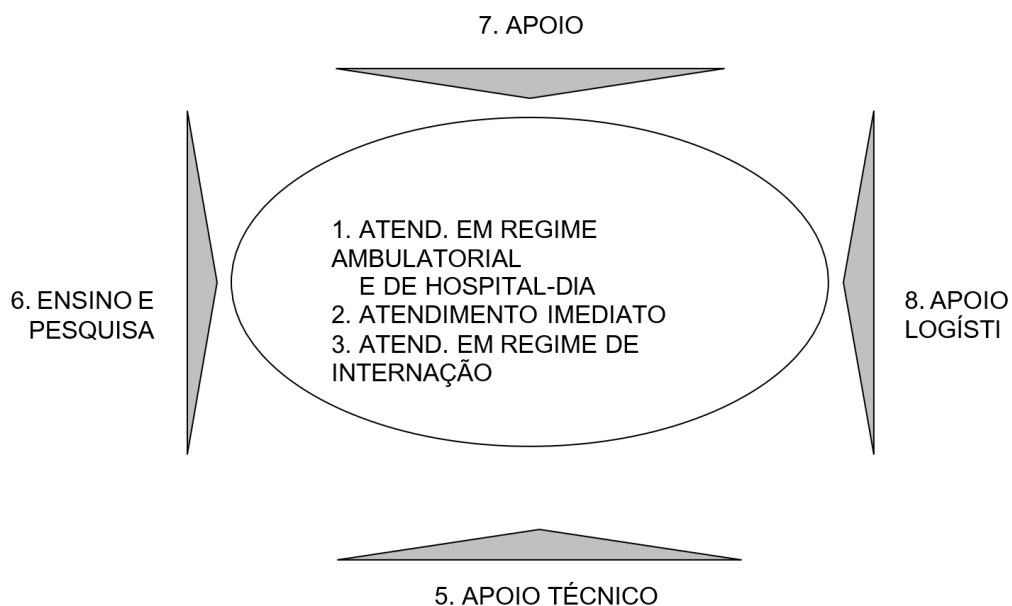 7. APOIO
1. ATEND. EM REGIME
AMBULATORIAL
E DE HOSPITAL-DIA
2. ATENDIMENTO IMEDIATO
3. ATEND. EM REGIME DE
INTERNAÇÃO
6. ENSINO E
PESQUISA
8. APOIO
LOGÍSTI
5. APOIO TÉCNICO